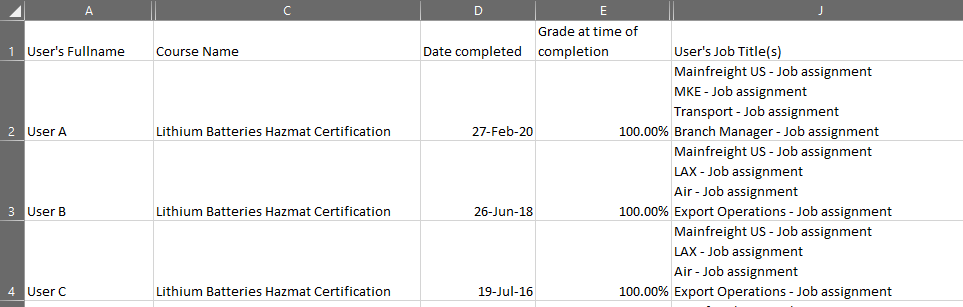 A C D E J
1 User's Fullname Course Name Date completed Grade at time of completion User's Job Title(s)
2 User A Lithium Batteries Hazmat Certification 27-Feb-20 100.00% Mainfreight US - Job assignment
MKE - Job assignment
Transport - Job assignment
Branch Manager - Job assignment
3 User B Lithium Batteries Hazmat Certification 26-Jun-18 100.00% Mainfreight US - Job assignment
LAX - Job assignment
Air - Job assignment
Export Operations - Job assignment
4 User C Lithium Batteries Hazmat Certification 19-Jul-16 100.00% Mainfreight US - Job assignment
LAX - Job assignment
Air - Job assignment
Export Operations - Job assignment